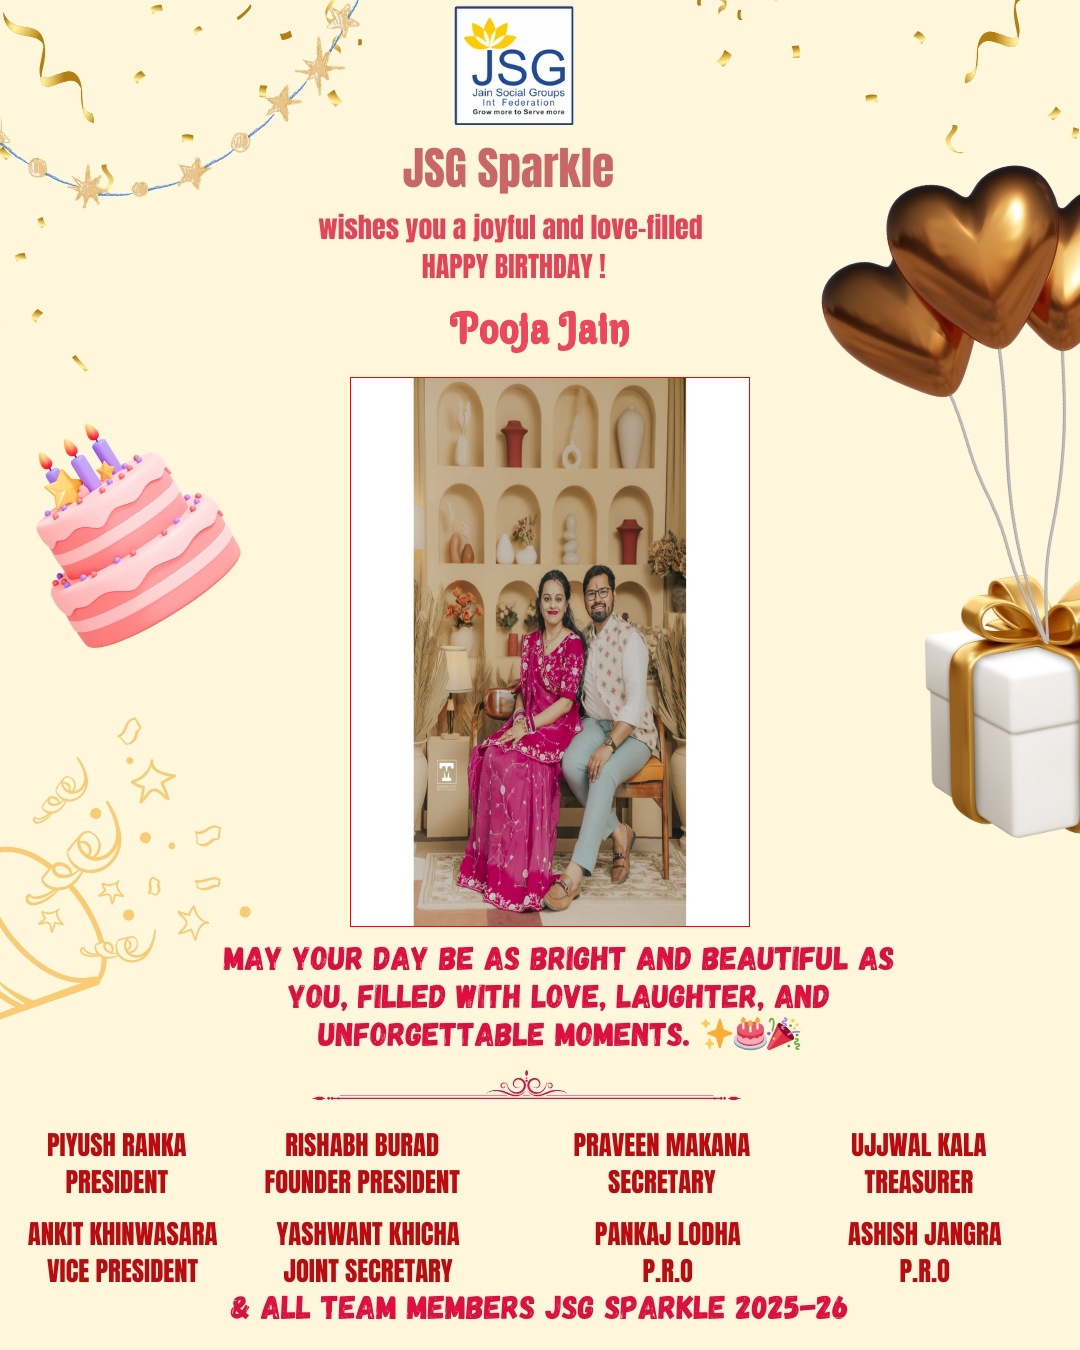 JSG
Jain Social Groups
Int Federation
Grow more to Serve more
JSG Sparkle
wishes you a joyful and love-filled
HAPPY BIRTHDAY !
Pooja Jain
MAY YOUR DAY BE AS BRIGHT AND BEAUTIFUL AS
YOU, FILLED WITH LOVE, LAUGHTER, AND
UNFORGETTABLE MOMENTS. ✨🎂🎉
PIYUSH RANKA
PRESIDENT
RISHABH BURAD
FOUNDER PRESIDENT
PRAVEEN MAKANA
SECRETARY
UJJWAL KALA
TREASURER
ANKIT KHINWASARA
VICE PRESIDENT
YASHWANT KHICHA
JOINT SECRETARY
PANKAJ LODHA
P.R.O
ASHISH JANGRA
P.R.O
& ALL TEAM MEMBERS JSG SPARKLE 2025-26